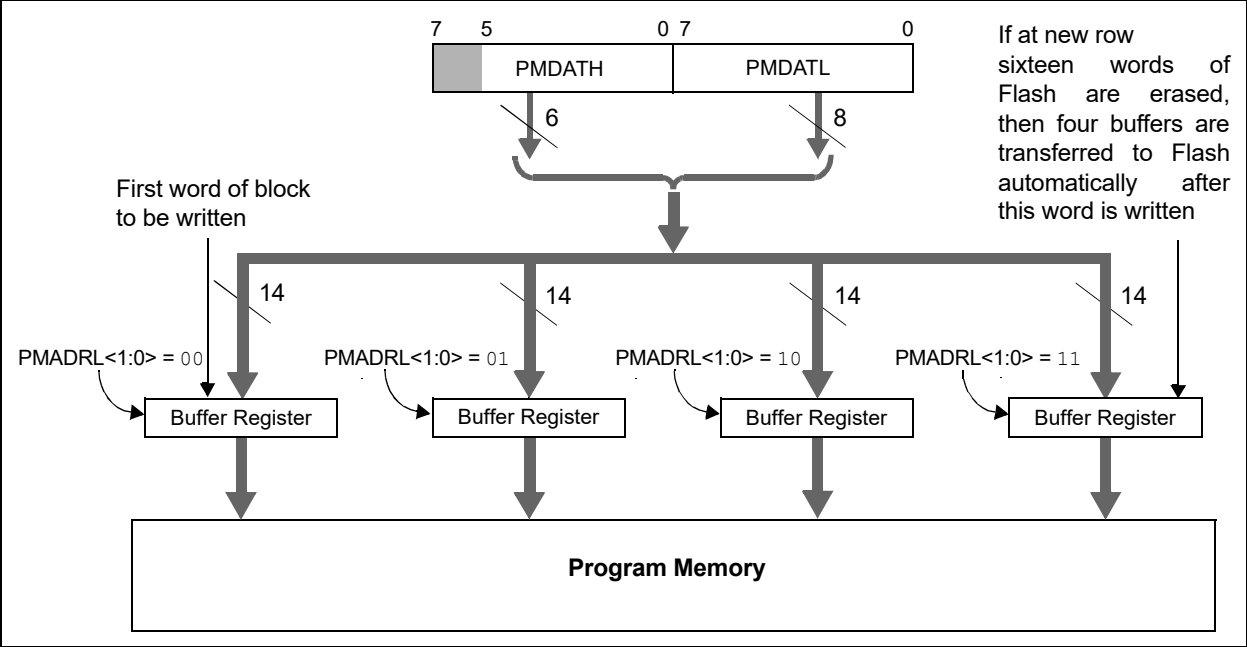 7 5 0 7 0
PMDATH PMDATL
6 8
If at new row
sixteen words of
Flash are erased,
then four buffers are
transferred to Flash
automatically after
this word is written
First word of block
to be written
14 14 14 14
PMADRL<1:0> = 00 PMADRL<1:0> = 01 PMADRL<1:0> = 10 PMADRL<1:0> = 11
Buffer Register Buffer Register Buffer Register Buffer Register
Program Memory